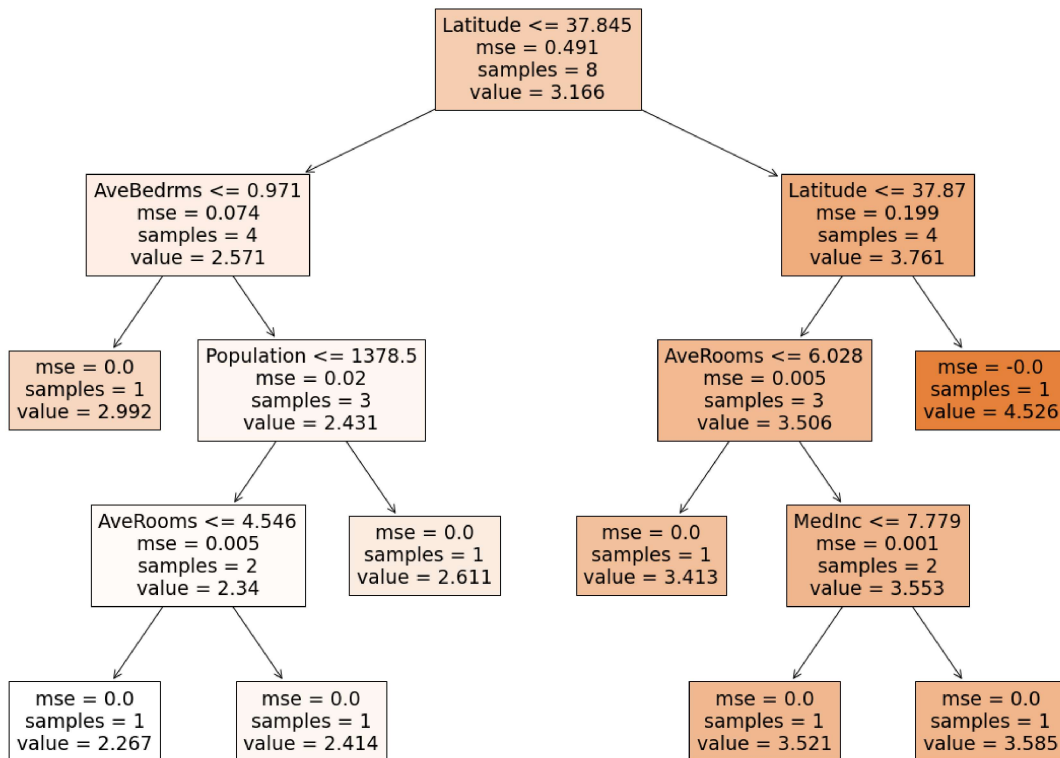 Latitude <= 37.845
mse = 0.491
samples = 8
value = 3.166
AveBedrms <= 0.971
mse = 0.074
samples = 4
value = 2.571
Latitude <= 37.87
mse = 0.199
samples = 4
value = 3.761
mse = 0.0
samples = 1
value = 2.992
Population <= 1378.5
mse = 0.02
samples = 3
value = 2.431
AveRooms <= 6.028
mse = 0.005
samples = 3
value = 3.506
mse = -0.0
samples = 1
value = 4.526
AveRooms <= 4.546
mse = 0.005
samples = 2
value = 2.34
mse = 0.0
samples = 1
value = 2.611
mse = 0.0
samples = 1
value = 3.413
MedInc <= 7.779
mse = 0.001
samples = 2
value = 3.553
mse = 0.0
samples = 1
value = 2.267
mse = 0.0
samples = 1
value = 2.414
mse = 0.0
samples = 1
value = 3.521
mse = 0.0
samples = 1
value = 3.585